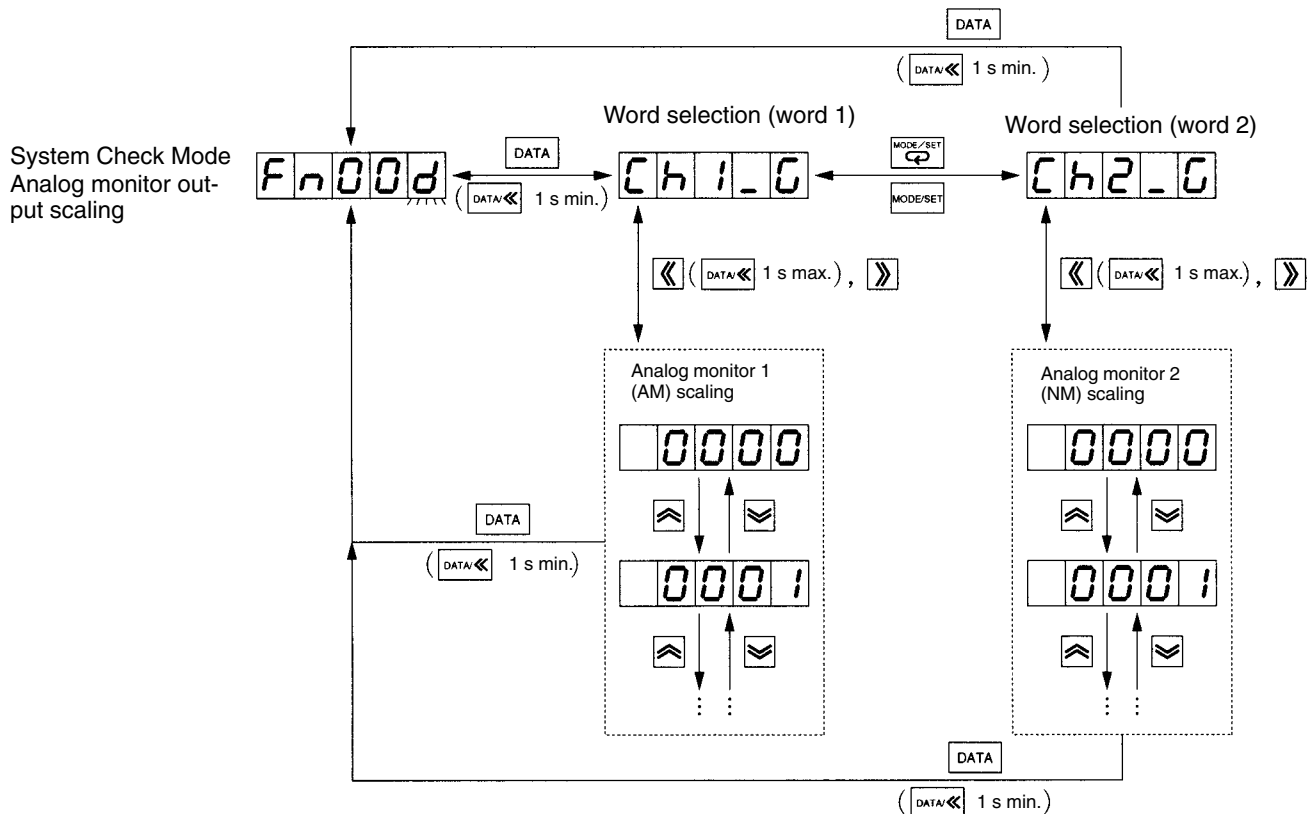 DATA
( DATA/≪ 1 s min. )
Word selection (word 1)
Word selection (word 2)
System Check Mode
Analog monitor out-
put scaling
Fn00d
DATA
( DATA/≪ 1 s min.)
Ch1_G
MODE/SET
MODE/SET
Ch2_G
≪ ( DATA/≪ 1 s max.) , ≫
≪ ( DATA/≪ 1 s max.) , ≫
Analog monitor 1
(AM) scaling
0000
0001
⋮ ⋮
Analog monitor 2
(NM) scaling
0000
0001
⋮ ⋮
DATA
( DATA/≪ 1 s min.)
DATA
( DATA/≪ 1 s min.)